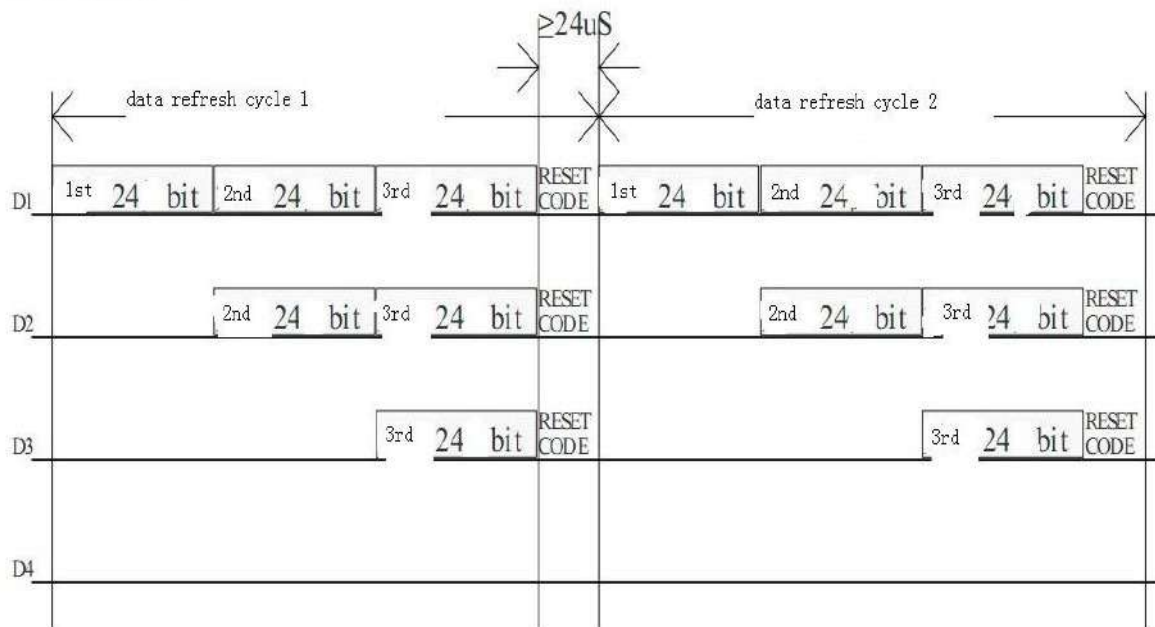 ≥24uS
data refresh cycle 1 data refresh cycle 2
D1 1st 24 bit 2nd 24 bit 3rd 24 bit RESET CODE 1st 24 bit 2nd 24 bit 3rd 24 bit RESET CODE
D2 2nd 24 bit 3rd 24 bit RESET CODE 2nd 24 bit 3rd 24 bit RESET CODE
D3 3rd 24 bit RESET CODE 3rd 24 bit RESET CODE
D4